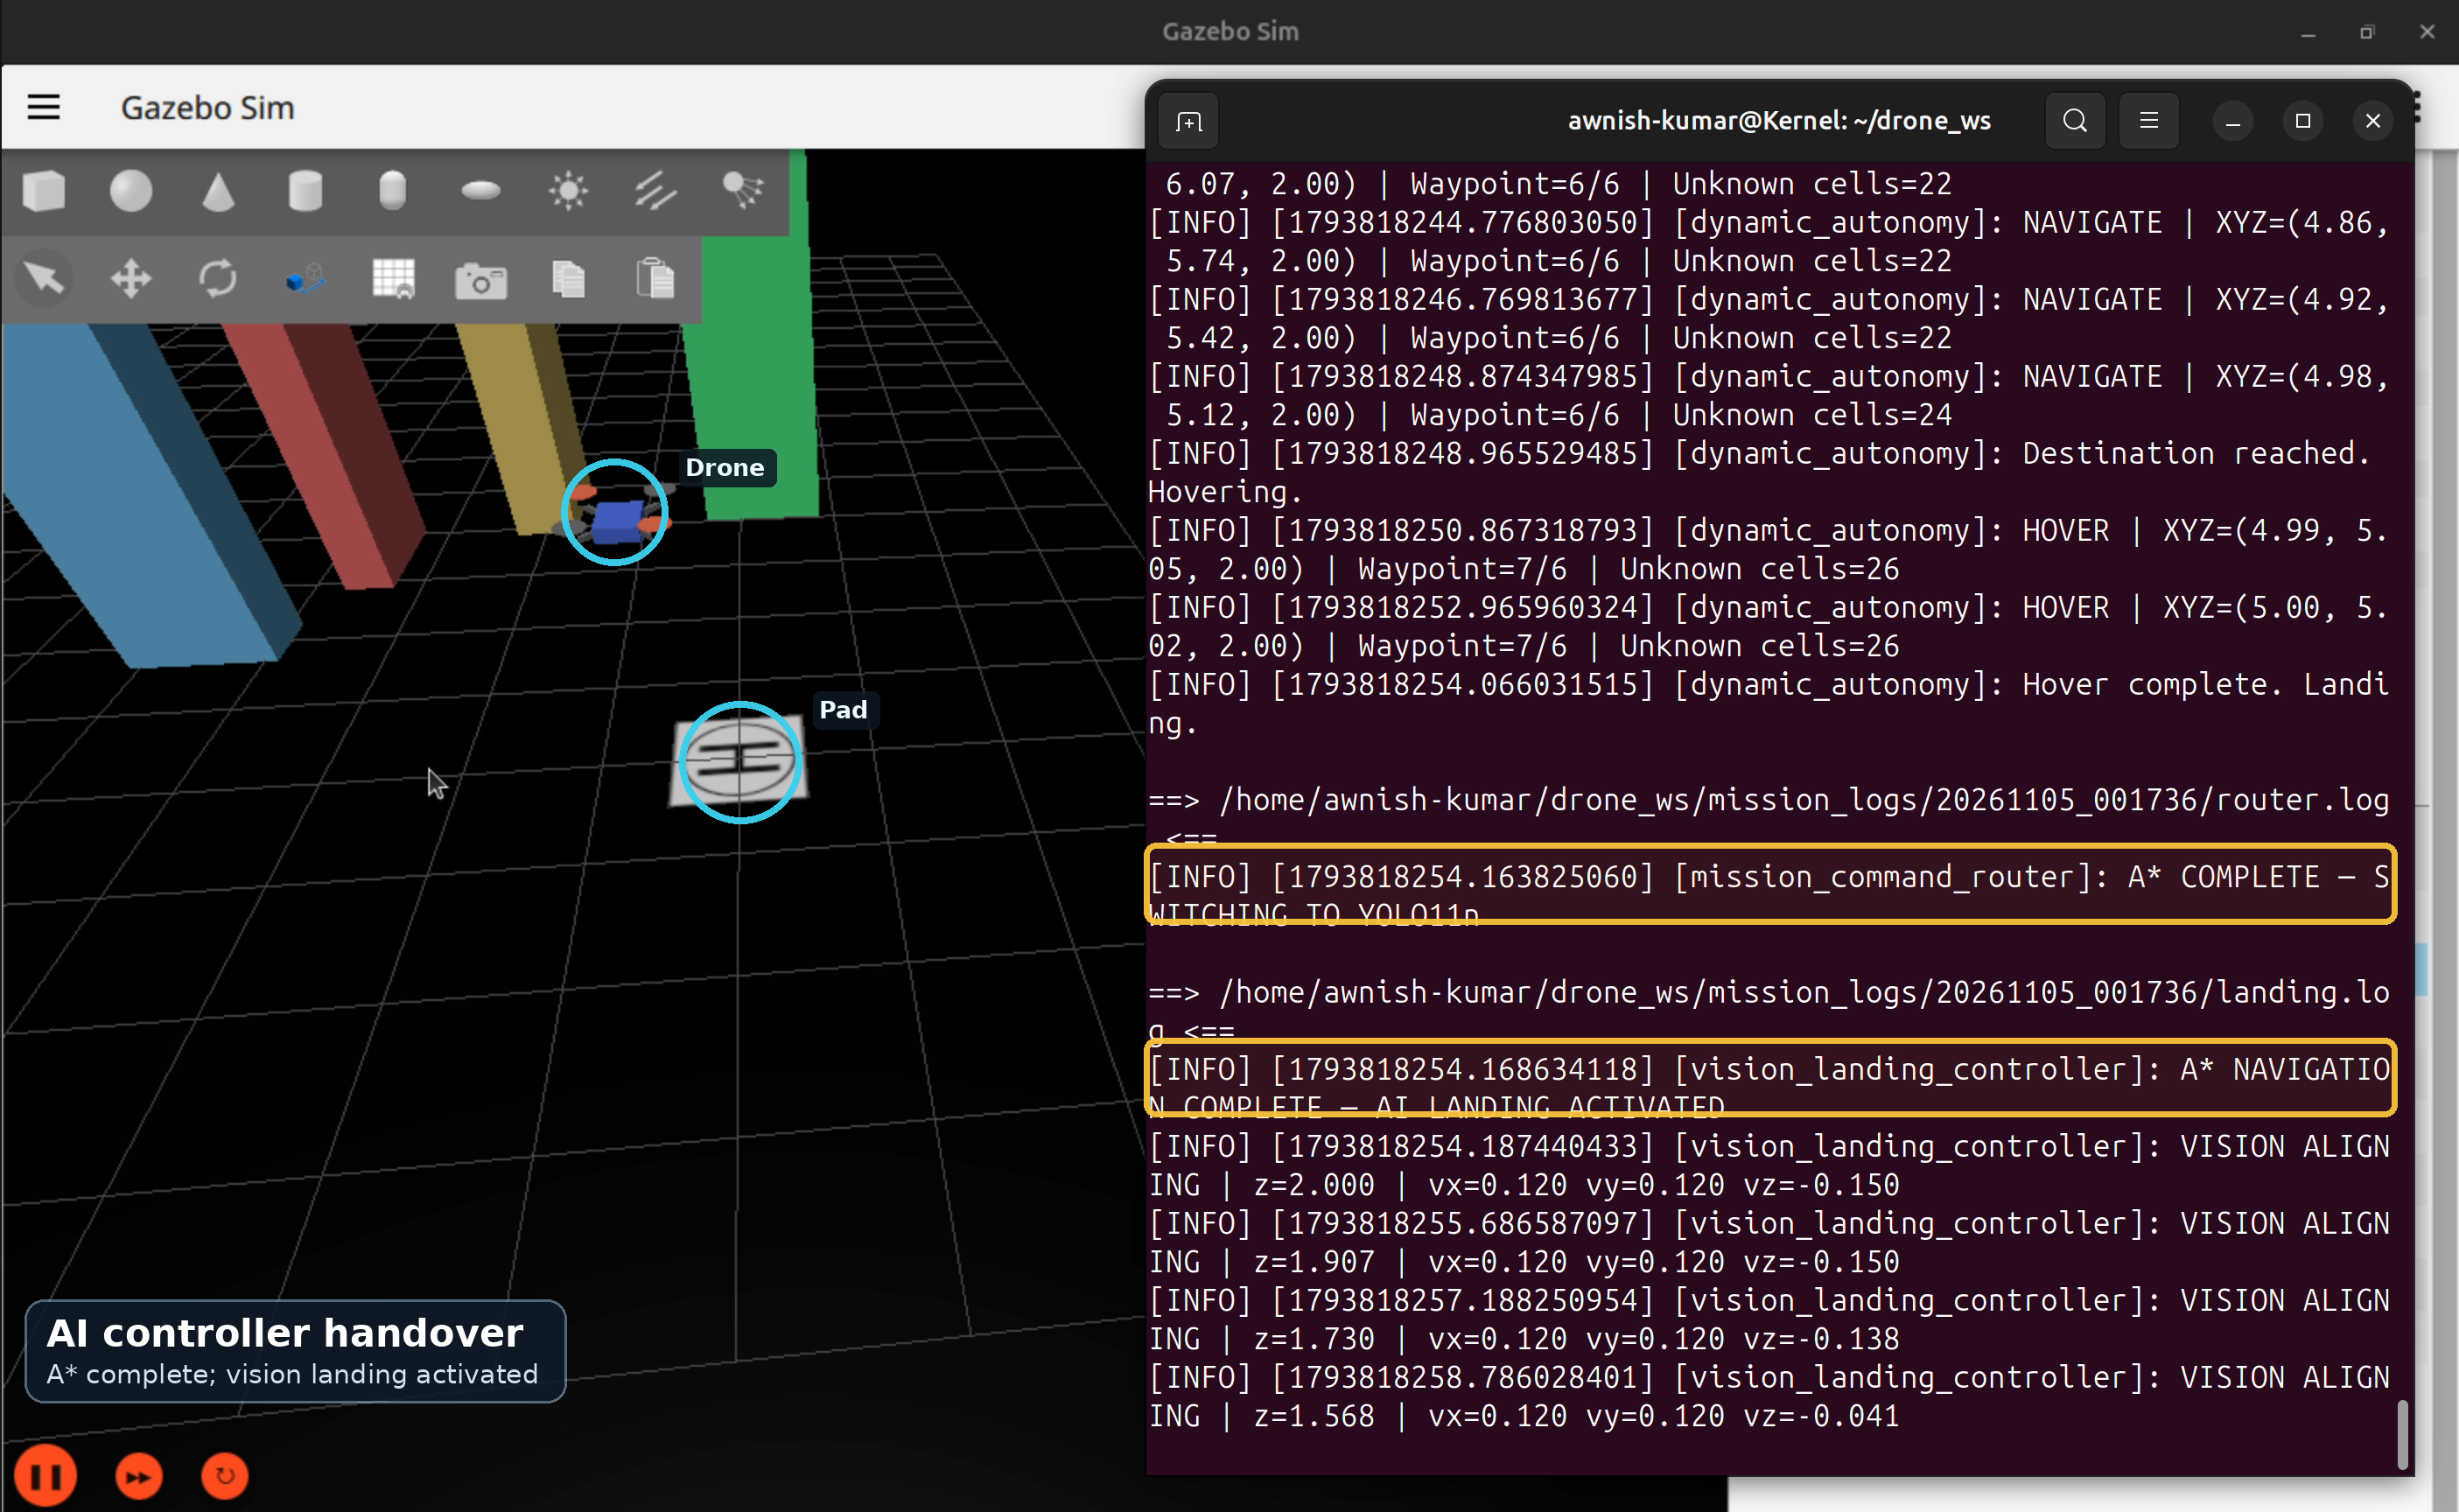 Gazebo Sim
Gazebo Sim
awnish-kumar@Kernel: ~/drone_ws
6.07, 2.00) | Waypoint=6/6 | Unknown cells=22
[INFO] [1793818244.776803050] [dynamic_autonomy]: NAVIGATE | XYZ=(4.86,
5.74, 2.00) | Waypoint=6/6 | Unknown cells=22
[INFO] [1793818246.769813677] [dynamic_autonomy]: NAVIGATE | XYZ=(4.92,
5.42, 2.00) | Waypoint=6/6 | Unknown cells=22
[INFO] [1793818248.874347985] [dynamic_autonomy]: NAVIGATE | XYZ=(4.98,
5.12, 2.00) | Waypoint=6/6 | Unknown cells=24
[INFO] [1793818248.965529485] [dynamic_autonomy]: Destination reached.
Hovering.
[INFO] [1793818250.867318793] [dynamic_autonomy]: HOVER | XYZ=(4.99, 5.
05, 2.00) | Waypoint=7/6 | Unknown cells=26
[INFO] [1793818252.965960324] [dynamic_autonomy]: HOVER | XYZ=(5.00, 5.
02, 2.00) | Waypoint=7/6 | Unknown cells=26
[INFO] [1793818254.066031515] [dynamic_autonomy]: Hover complete. Landi
ng.
==> /home/awnish-kumar/drone_ws/mission_logs/20261105_001736/router.log
<==
[INFO] [1793818254.163825060] [mission_command_router]: A* COMPLETE — S
WITCHING TO YOLO11n
==> /home/awnish-kumar/drone_ws/mission_logs/20261105_001736/landing.lo
g <==
[INFO] [1793818254.168634118] [vision_landing_controller]: A* NAVIGATIO
N COMPLETE — AI LANDING ACTIVATED
[INFO] [1793818254.187440433] [vision_landing_controller]: VISION ALIGN
ING | z=2.000 | vx=0.120 vy=0.120 vz=-0.150
[INFO] [1793818255.686587097] [vision_landing_controller]: VISION ALIGN
ING | z=1.907 | vx=0.120 vy=0.120 vz=-0.150
[INFO] [1793818257.188250954] [vision_landing_controller]: VISION ALIGN
ING | z=1.730 | vx=0.120 vy=0.120 vz=-0.138
[INFO] [1793818258.786028401] [vision_landing_controller]: VISION ALIGN
ING | z=1.568 | vx=0.120 vy=0.120 vz=-0.041
Drone
Pad
H
AI controller handover
A* complete; vision landing activated